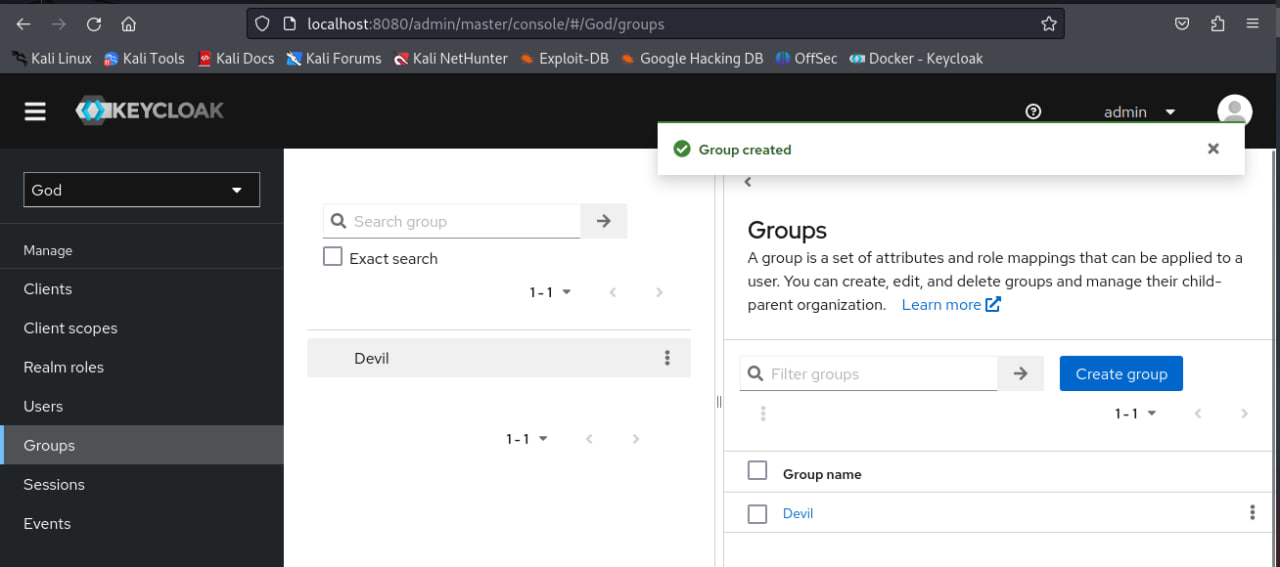 localhost:8080/admin/master/console/#/God/groups
Kali Linux Kali Tools Kali Docs Kali Forums Kali NetHunter Exploit-DB Google Hacking DB OffSec Docker - Keycloak
KEYCLOAK
admin
Group created
God
Manage
Clients
Client scopes
Realm roles
Users
Groups
Sessions
Events
Search group
Exact search
1 - 1
Devil
1 - 1
Groups
A group is a set of attributes and role mappings that can be applied to a
user. You can create, edit, and delete groups and manage their child-
parent organization. Learn more
Filter groups
Create group
1 - 1
Group name
Devil